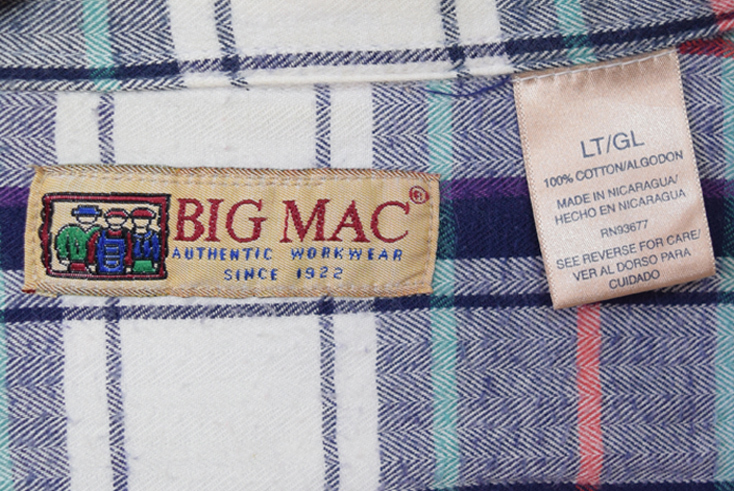 BIG MAC®
AUTHENTIC WORKWEAR
SINCE 1922
LT/GL
100% COTTON/ALGODON
MADE IN NICARAGUA/
HECHO EN NICARAGUA
RN93677
SEE REVERSE FOR CARE/
VER AL DORSO PARA
CUIDADO